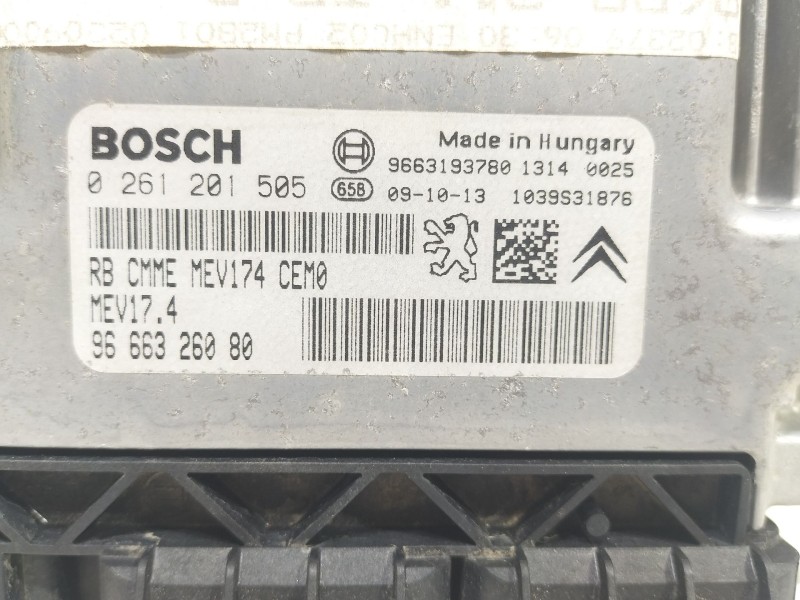 BOSCH
Made in Hungary
9663193780 1314 0025
0 261 201 505
658
09-10-13 1039S31876
RB CMME MEV174 CEM0
MEV17.4
96 663 260 80